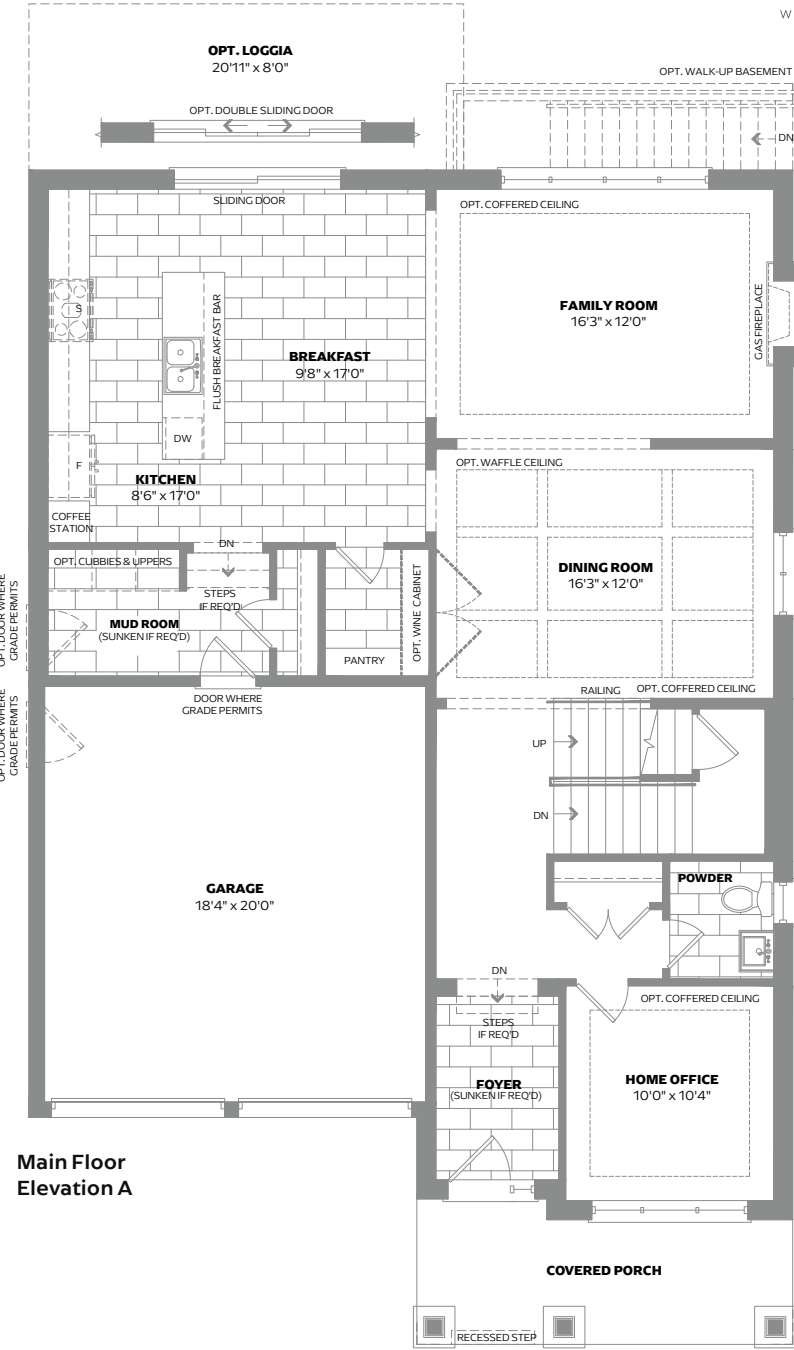 W
OPT. LOGGIA
20'11" x 8'0"
OPT. WALK-UP BASEMENT
OPT. DOUBLE SLIDING DOOR
DN
SLIDING DOOR
OPT. COFFERED CEILING
S
FAMILY ROOM
16'3" x 12'0"
GAS FIREPLACE
FLUSH BREAKFAST BAR
BREAKFAST
9'8" x 17'0"
DW
F
KITCHEN
8'6" x 17'0"
COFFEE
STATION
OPT. WAFFLE CEILING
DN
OPT. CUBBIES & UPPERS
STEPS
IF REQ'D
OPT. WINE CABINET
DINING ROOM
16'3" x 12'0"
OPT. DOOR WHERE
GRADE PERMITS
MUD ROOM
(SUNKEN IF REQ'D)
PANTRY
DOOR WHERE
GRADE PERMITS
RAILING
OPT. COFFERED CEILING
OPT. DOOR WHERE
GRADE PERMITS
UP
DN
GARAGE
18'4" x 20'0"
POWDER
DN
STEPS
IF REQ'D
OPT. COFFERED CEILING
FOYER
(SUNKEN IF REQ'D)
HOME OFFICE
10'0" x 10'4"
Main Floor
Elevation A
COVERED PORCH
RECESSED STEP